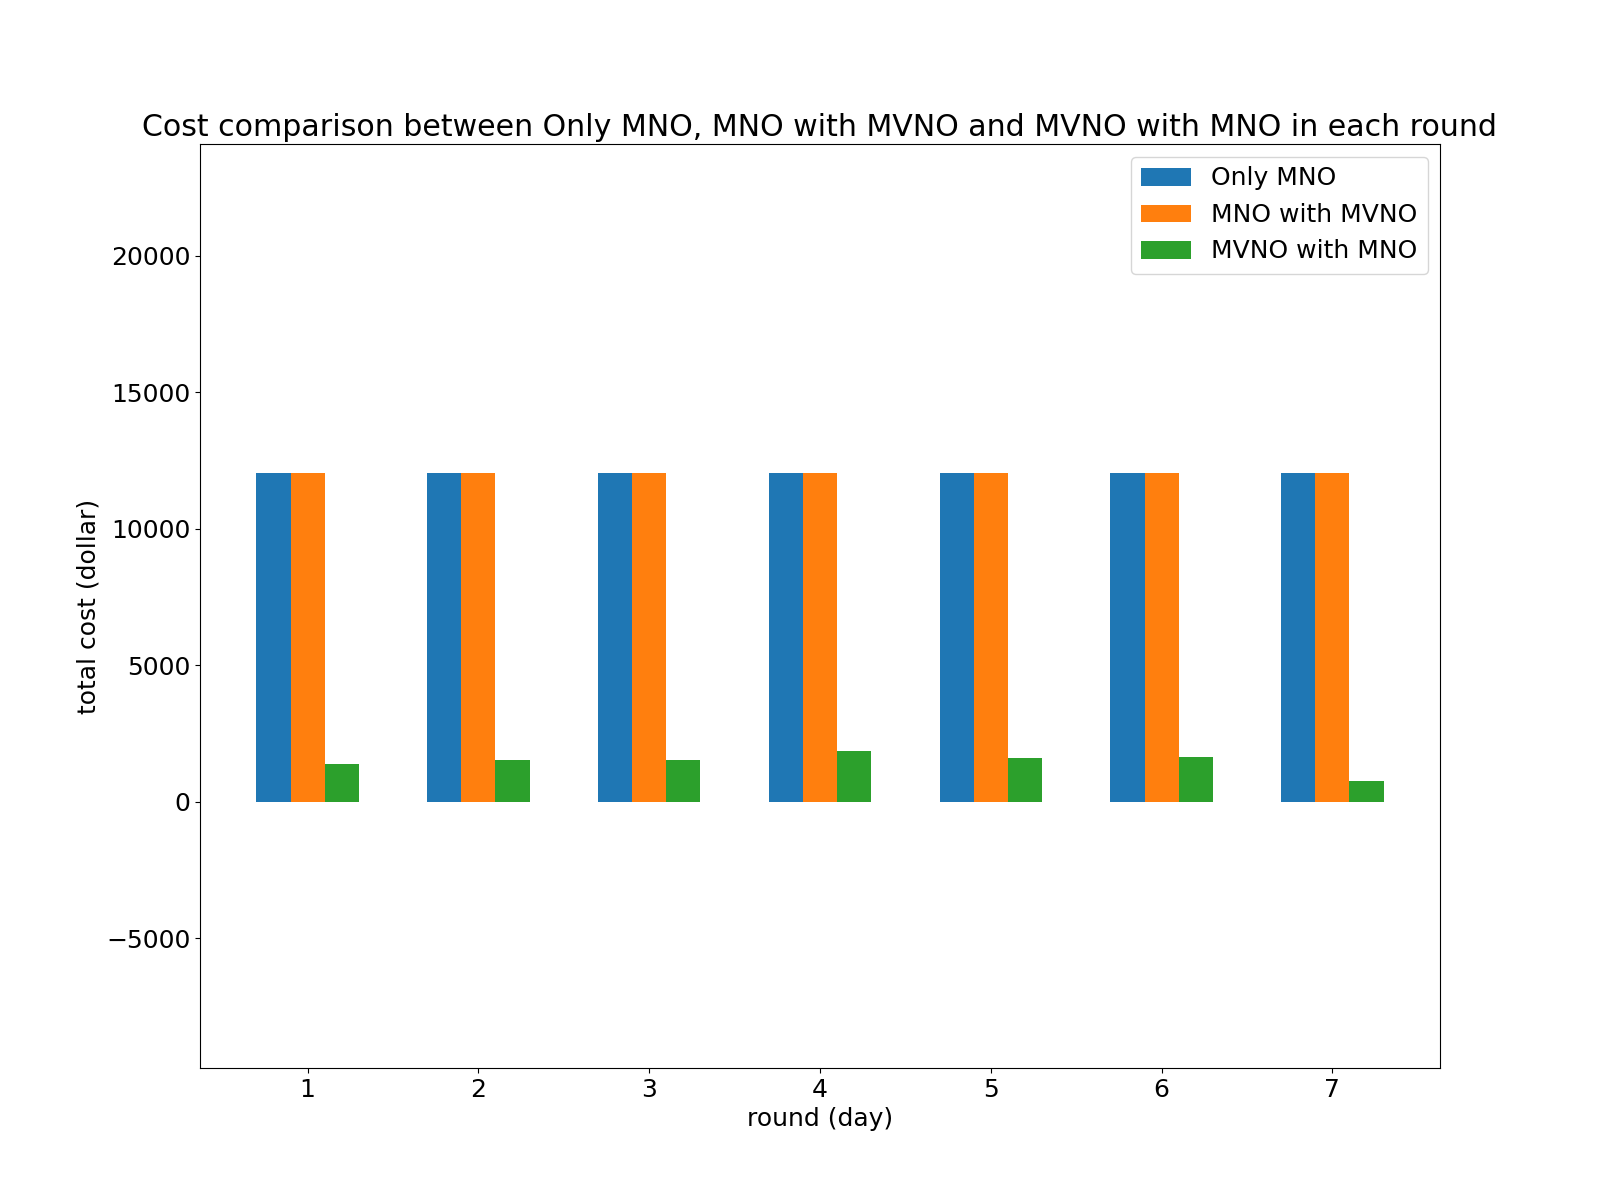 Cost comparison between Only MNO, MNO with MVNO and MVNO with MNO in each round
Only MNO
MNO with MVNO
MVNO with MNO
20000
15000
10000
5000
0
−5000
total cost (dollar)
1 2 3 4 5 6 7
round (day)